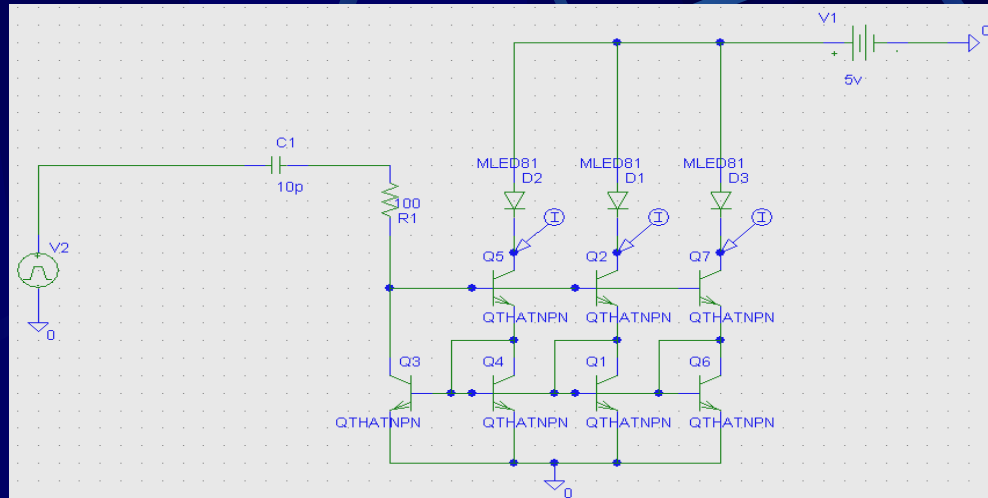 V1
0
+
-
5v
C1
10p
MLED81
D2
MLED81
D1
MLED81
D3
100
R1
I
I
I
V2
+
-
0
Q5
Q2
Q7
QTHATNPN
QTHATNPN
QTHATNPN
Q3
Q4
Q1
Q6
QTHATNPN
QTHATNPN
QTHATNPN
QTHATNPN
0